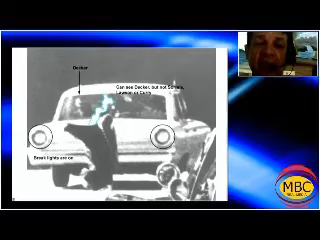 Decker
Can see Decker, but not Sorrels,
Lawson or Curry
Break lights are on
MBC